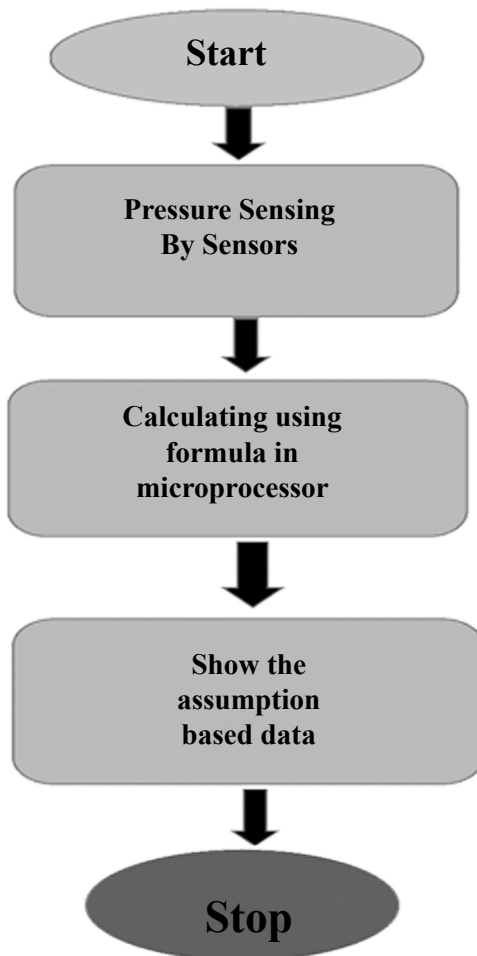 Start
Pressure Sensing
By Sensors
Calculating using
formula in
microprocessor
Show the
assumption
based data
Stop